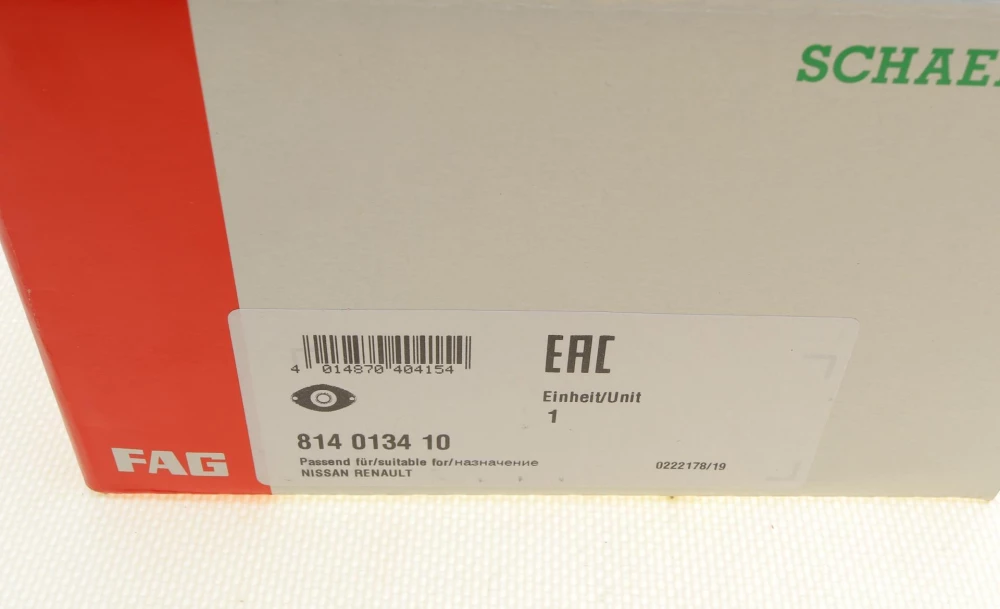 SCHAE
4 014870 404154
EAC
Einheit/Unit
1
814 0134 10
Passend für/suitable for/назначение
NISSAN RENAULT
0222178/19
FAG